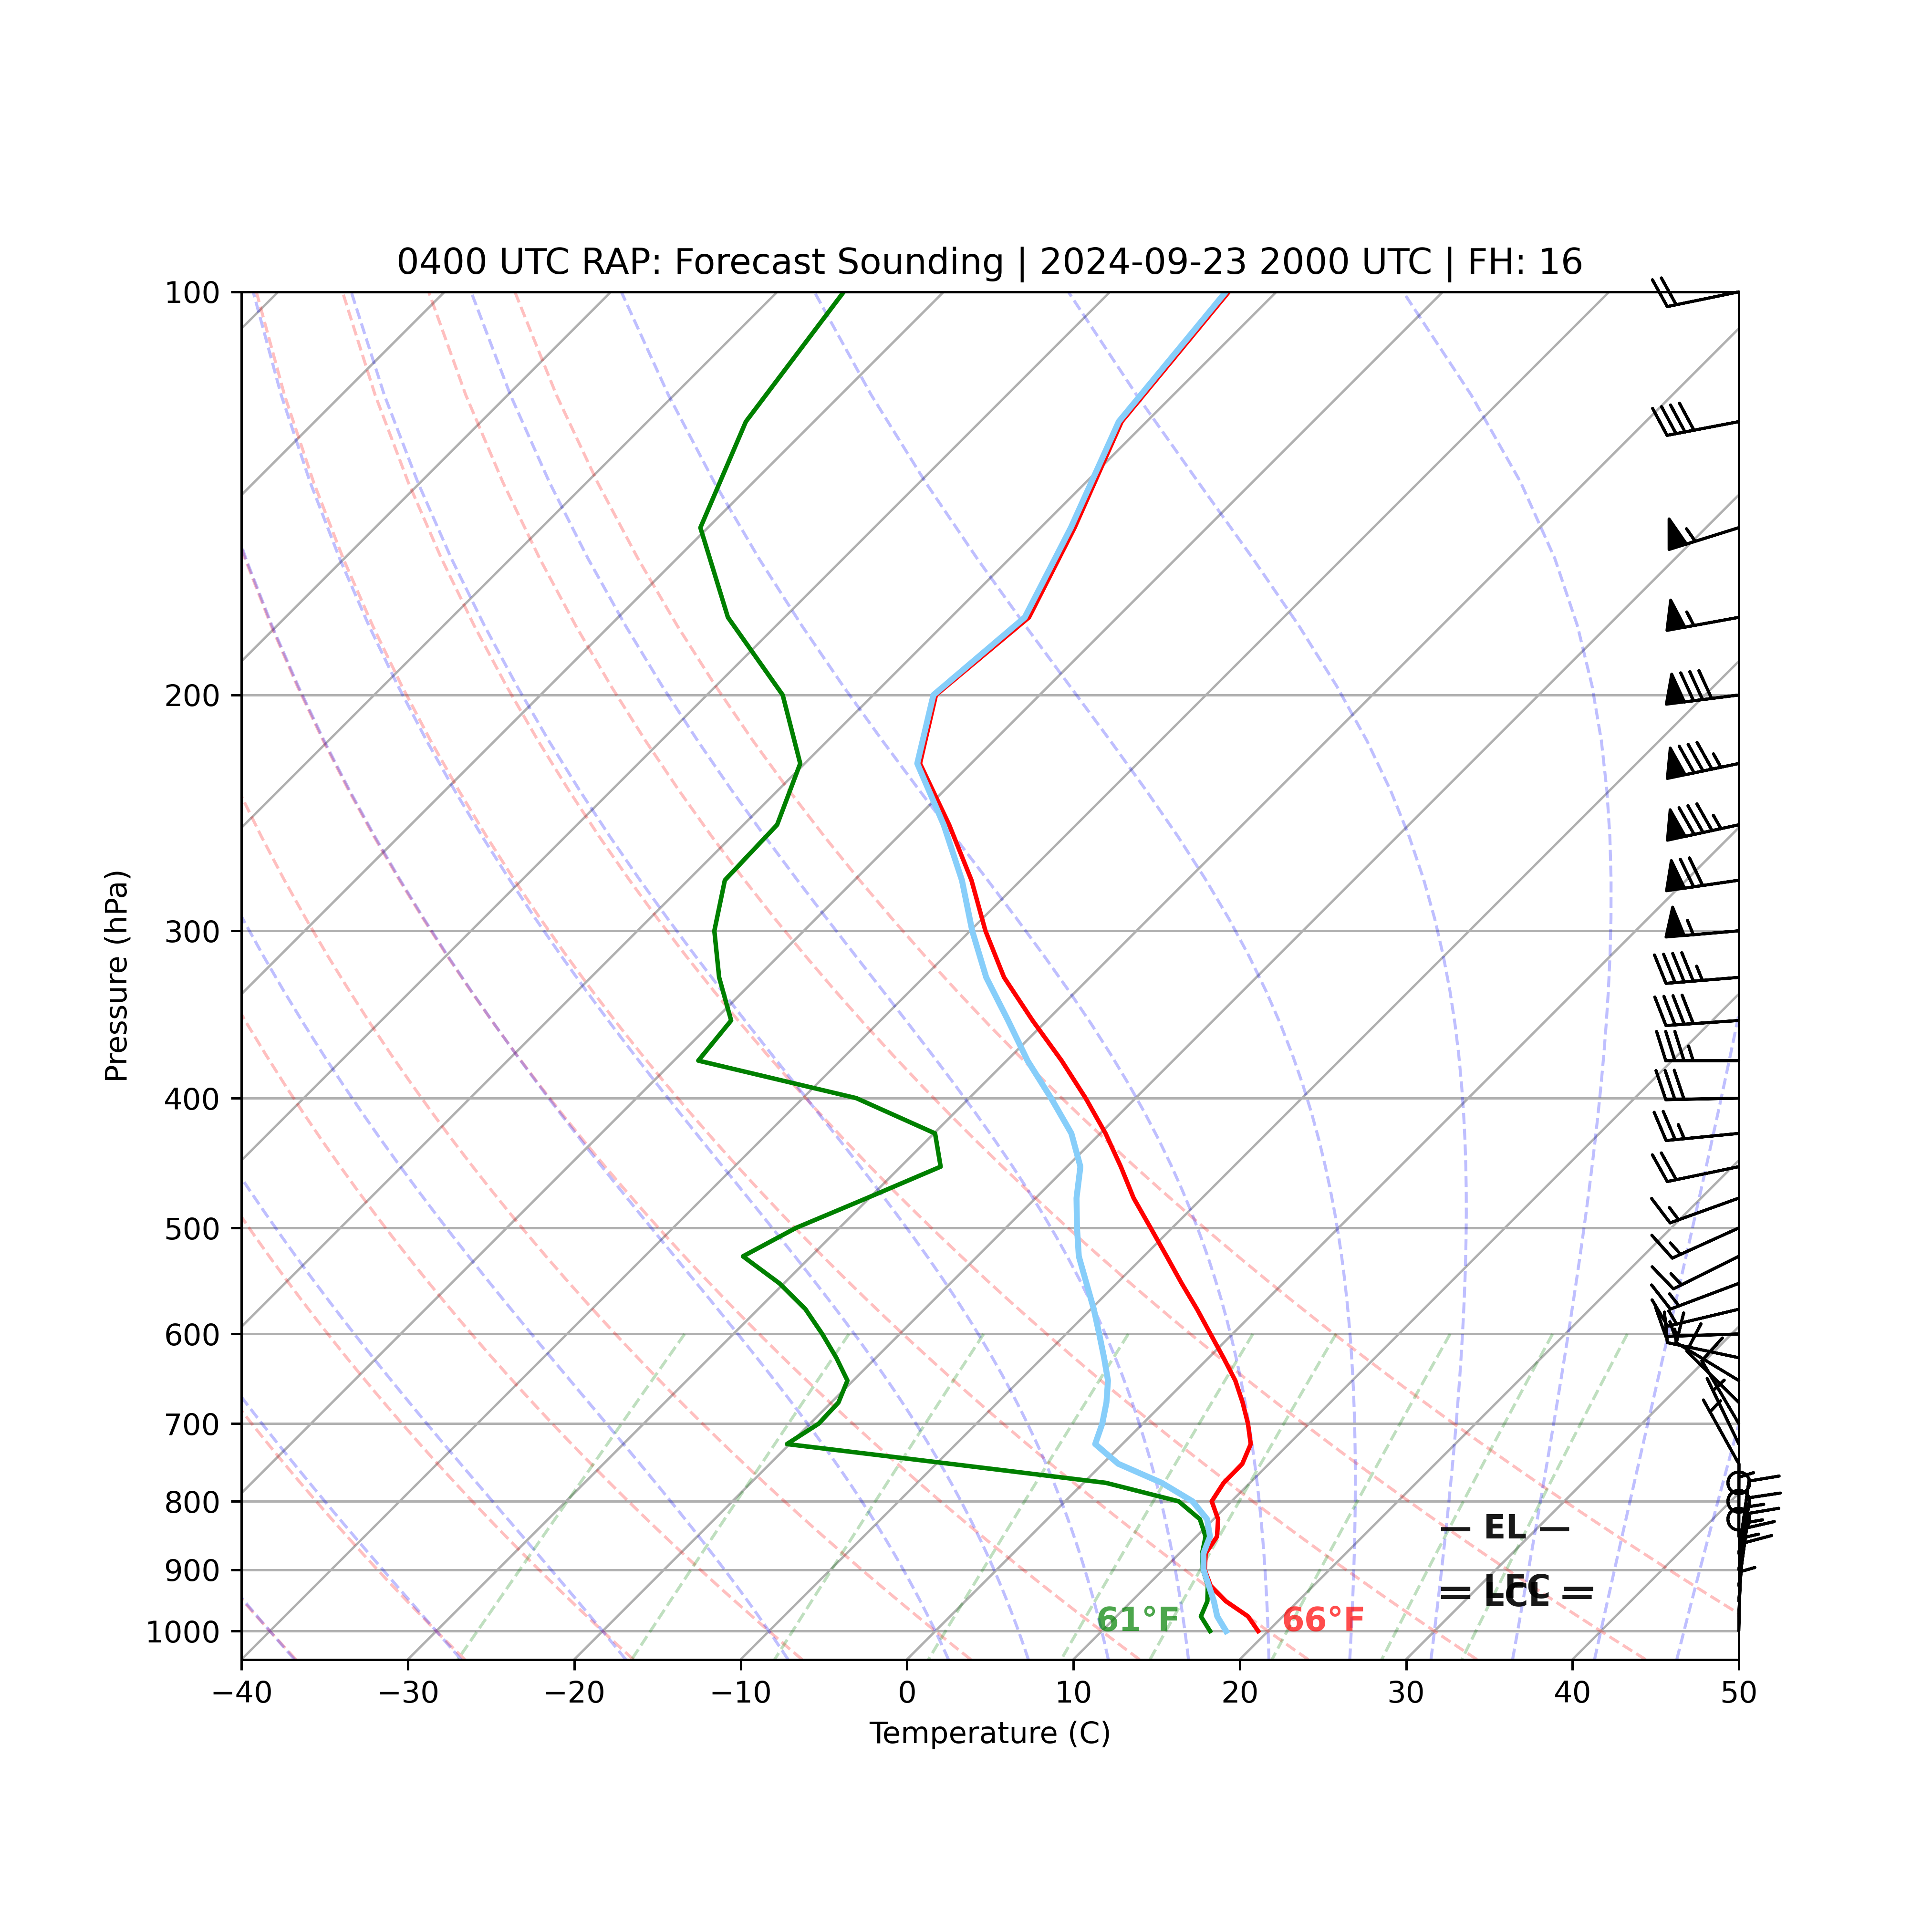 0400 UTC RAP: Forecast Sounding | 2024-09-23 2000 UTC | FH: 16
100
200
300
400
500
600
700
800
900
1000
Pressure (hPa)
— EL —
= LFC =
= LCL =
61°F
66°F
−40 −30 −20 −10 0 10 20 30 40 50
Temperature (C)